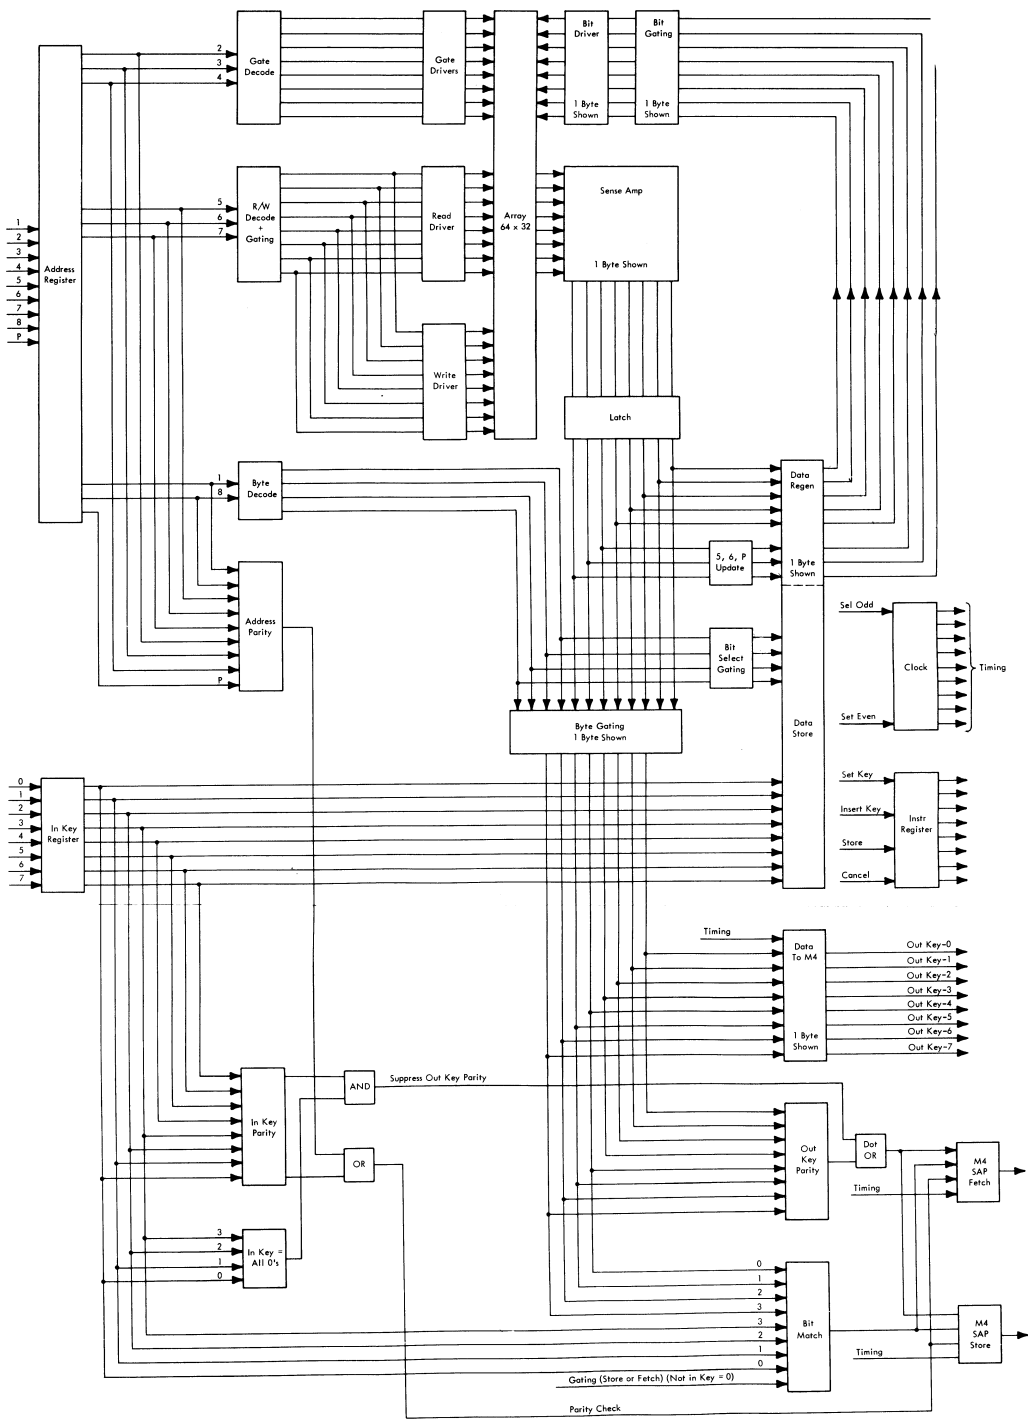 2
3
4
Gate
Decode
Gate
Drivers
Bit
Driver
1 Byte
Shown
Bit
Gating
1 Byte
Shown
1
2
3
4
5
6
7
8
P
Address
Register
5
6
7
R/W
Decode
+
Gating
Read
Driver
Array
64 x 32
Sense Amp
1 Byte Shown
Write
Driver
Latch
1
8
Byte
Decode
Data
Regen
1 Byte
Shown
5, 6, P
Update
P
Address
Parity
Bit
Select
Gating
Data
Store
Sel Odd
Set Even
Clock
Timing
Byte Gating
1 Byte Shown
0
1
2
3
4
5
6
7
In Key
Register
Set Key
Insert Key
Store
Cancel
Instr
Register
Timing
Data
To M4
1 Byte
Shown
Out Key-0
Out Key-1
Out Key-2
Out Key-3
Out Key-4
Out Key-5
Out Key-6
Out Key-7
In Key
Parity
AND
Suppress Out Key Parity
OR
Out
Key
Parity
Dot
OR
Timing
M4
SAP
Fetch
3
2
1
0
In Key =
All 0's
0
1
2
3
3
2
1
0
Bit
Match
Gating (Store or Fetch) (Not in Key = 0)
Timing
M4
SAP
Store
Parity Check